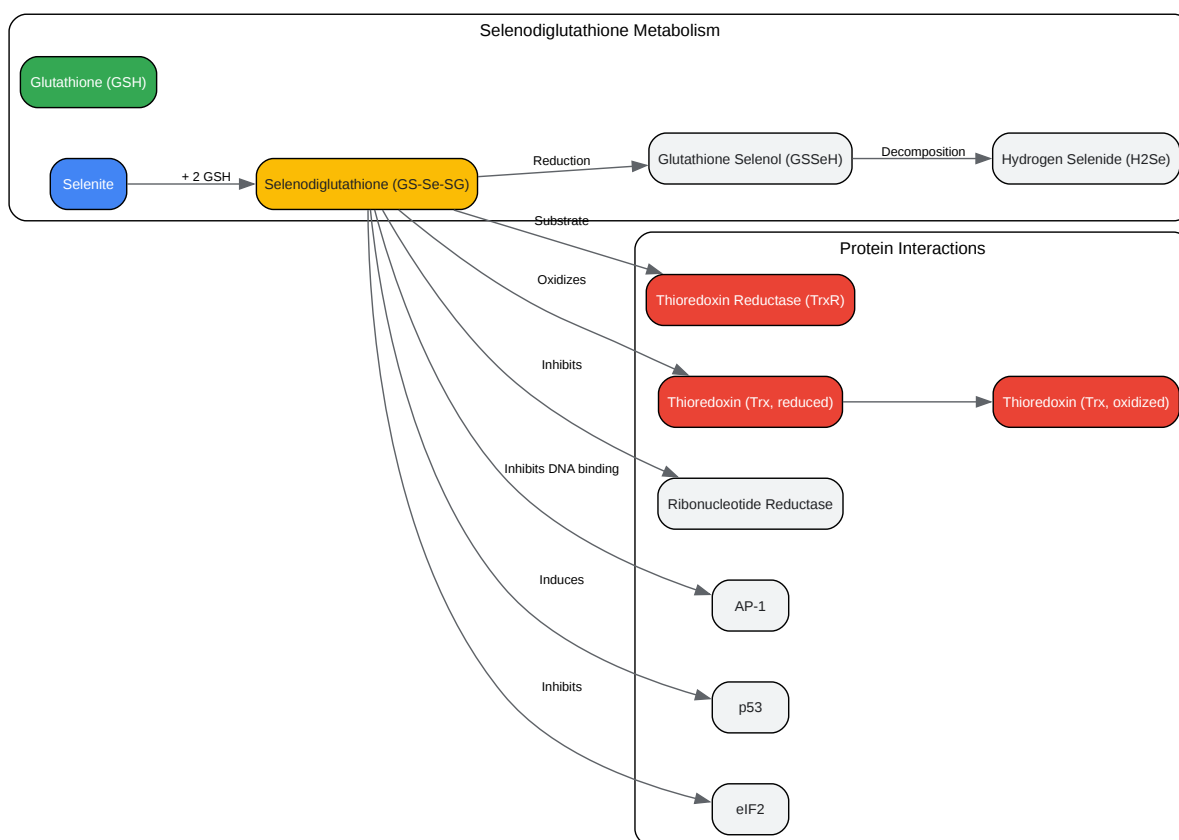 Selenodiglutathione Metabolism
Glutathione (GSH)
Selenite
+ 2 GSH
Selenodiglutathione (GS-Se-SG)
Reduction
Glutathione Selenol (GSSeH)
Decomposition
Hydrogen Selenide (H2Se)
Substrate
Protein Interactions
Thioredoxin Reductase (TrxR)
Oxidizes
Thioredoxin (Trx, reduced)
Thioredoxin (Trx, oxidized)
Inhibits
Ribonucleotide Reductase
Inhibits DNA binding
AP-1
Induces
p53
Inhibits
eIF2